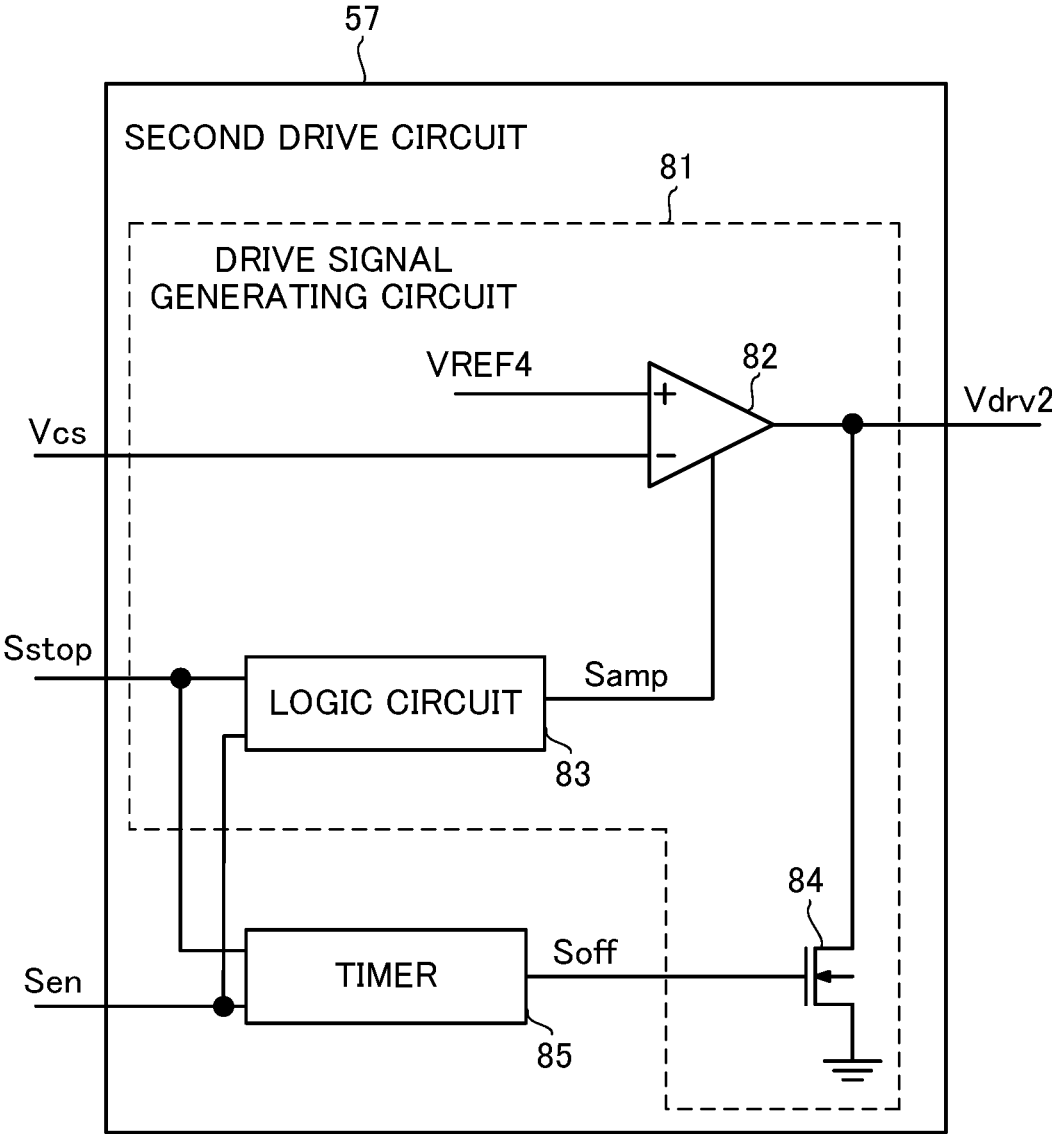 57
SECOND DRIVE CIRCUIT
81
DRIVE SIGNAL
GENERATING CIRCUIT
VREF4
82
Vdrv2
Vcs
+
-
Sstop
LOGIC CIRCUIT
Samp
83
84
Sen
TIMER
Soff
85